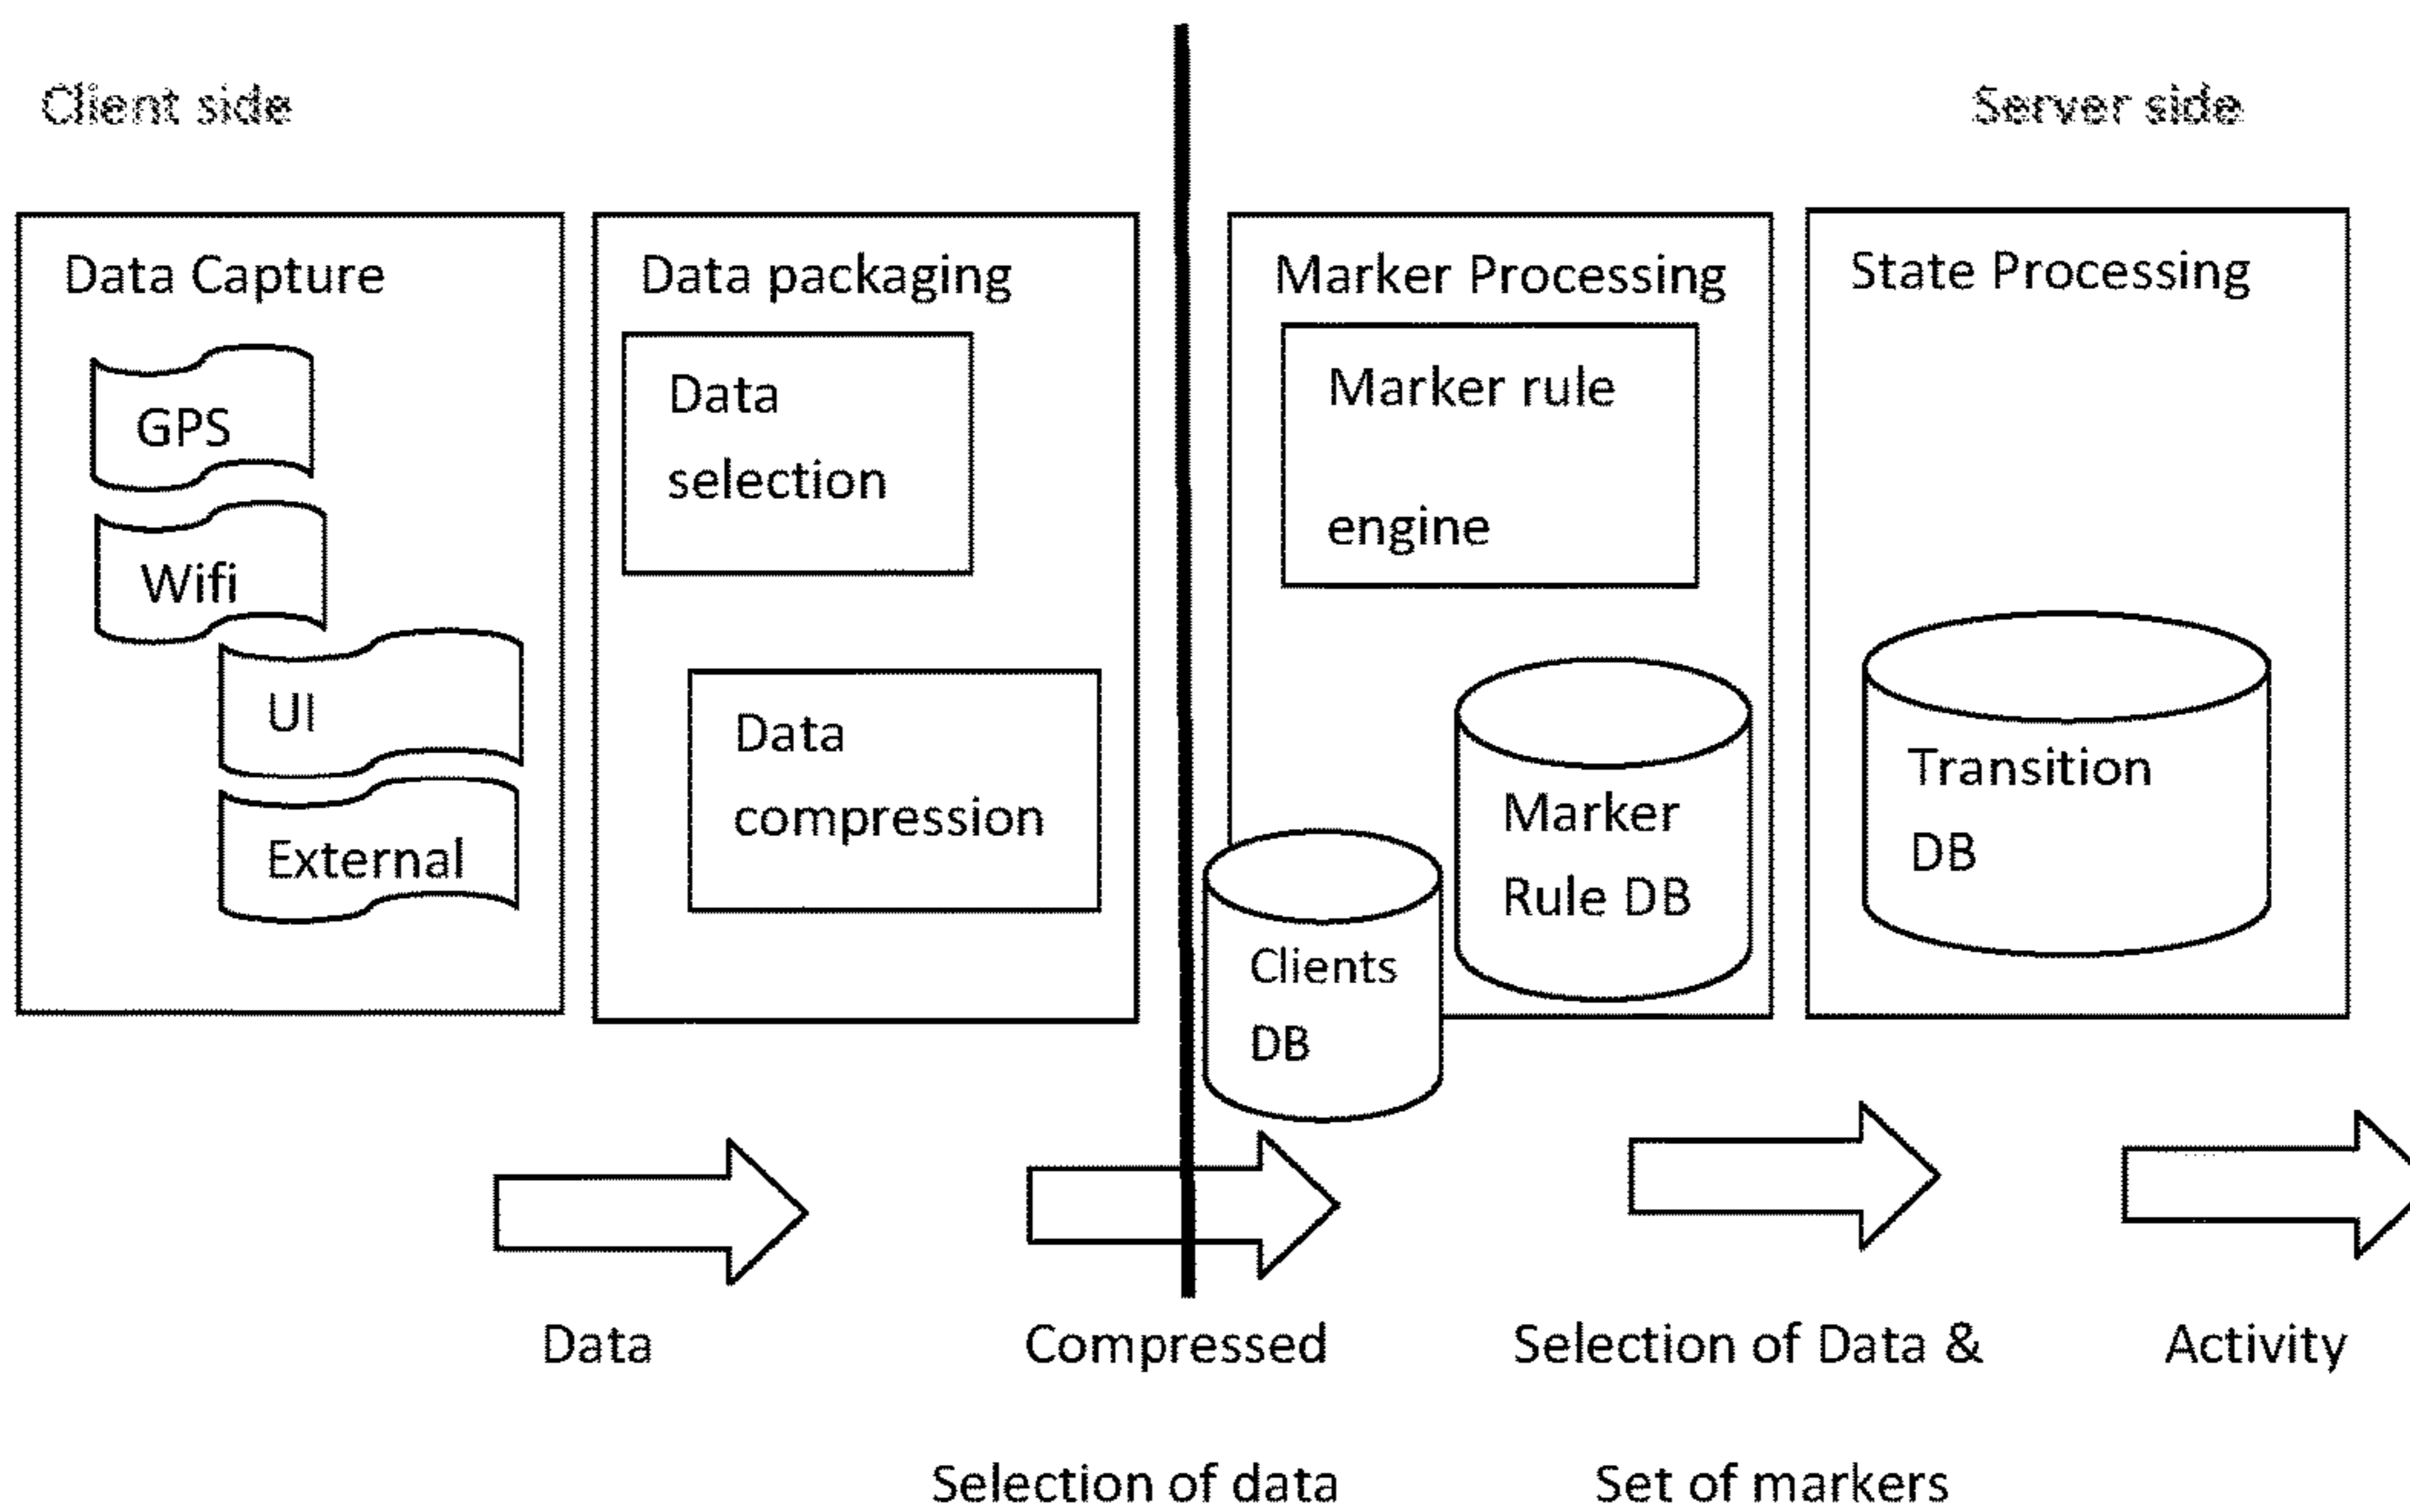 Client side
Server side
Data Capture
GPS
Wifi
UI
External
Data packaging
Data
selection
Data
compression
Marker Processing
Marker rule
engine
Marker
Rule DB
Clients
DB
State Processing
Transition
DB
Data
Compressed
Selection of data
Selection of Data &
Set of markers
Activity